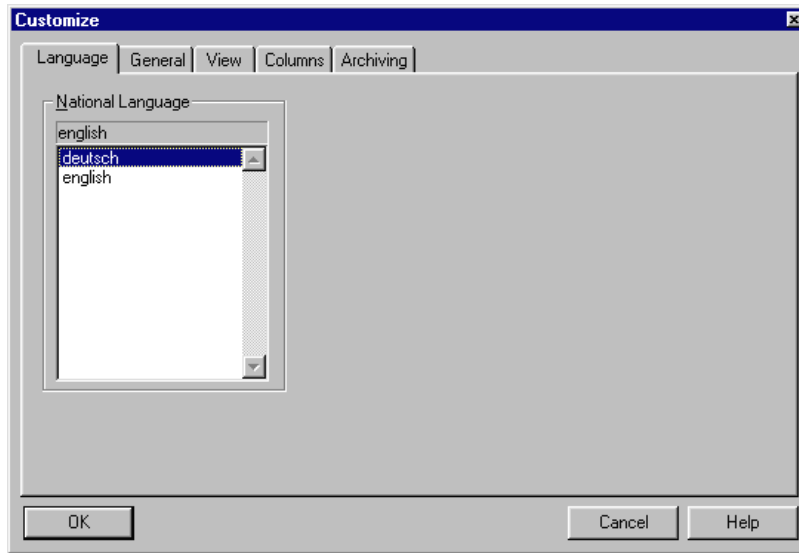 Customize
Language General View Columns Archiving
National Language
english
deutsch
english
OK Cancel Help